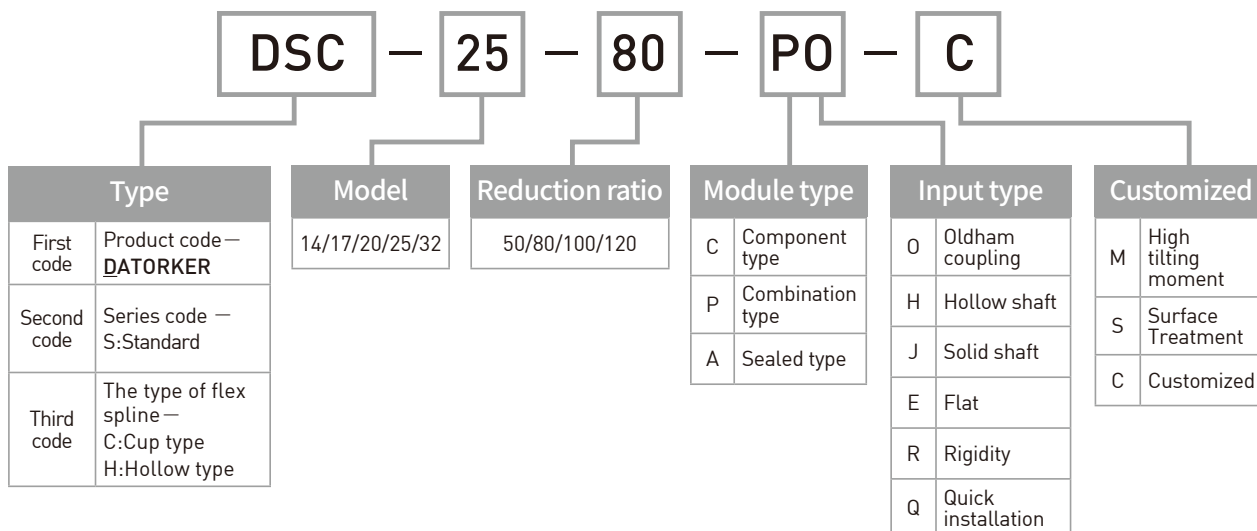 DSC — 25 — 80 — PO — C
Type
First code
Product code—
DATORKER
Second code
Series code —
S:Standard
Third code
The type of flex
spline—
C:Cup type
H:Hollow type
Model
14/17/20/25/32
Reduction ratio
50/80/100/120
Module type
C Component
type
P Combination
type
A Sealed type
Input type
O Oldham
coupling
H Hollow shaft
J Solid shaft
E Flat
R Rigidity
Q Quick
installation
Customized
M High
tilting
moment
S Surface
Treatment
C Customized